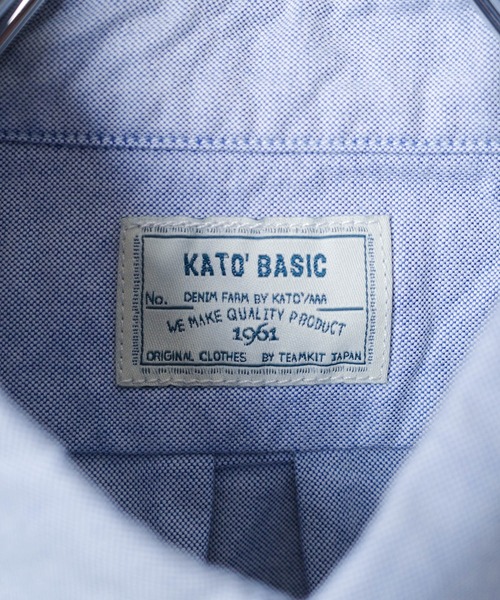 KATO' BASIC
No. DENIM FARM BY KATO'/AAA
WE MAKE QUALITY PRODUCT
1961
ORIGINAL CLOTHES BY TEAMKIT JAPAN